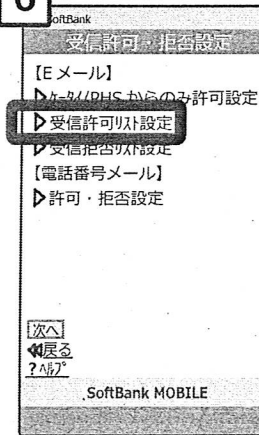 6
SoftBank
受信許可・拒否設定
【Eメール】
▷ｹｰﾀｲ/PHSからのみ許可設定
▷受信許可ﾘｽﾄ設定
▷受信拒否ﾘｽﾄ設定
【電話番号メール】
▷許可・拒否設定
次へ
戻る
?ﾍﾙﾌﾟ
SoftBank MOBILE